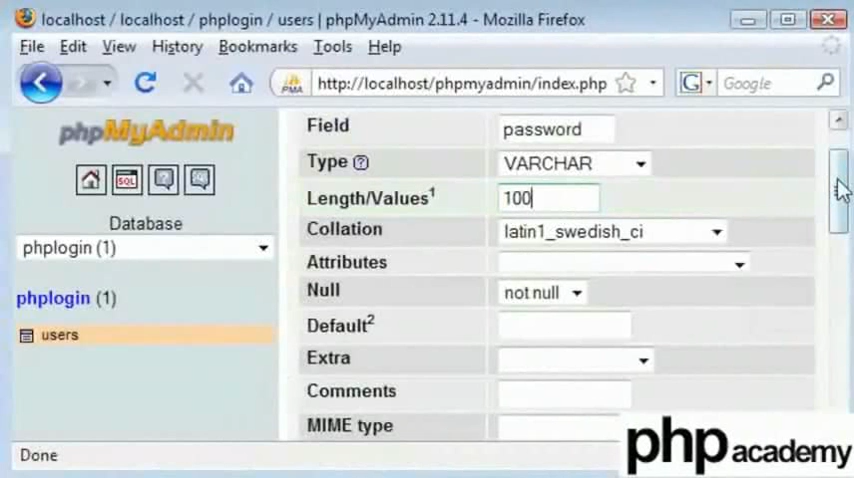 localhost / localhost / phplogin / users | phpMyAdmin 2.11.4 - Mozilla Firefox
File Edit View History Bookmarks Tools Help
PMA http://localhost/phpmyadmin/index.php G Google
phpMyAdmin
SQL
Database
phplogin (1)
phplogin (1)
users
Field password
Type VARCHAR
Length/Values1 100
Collation latin1_swedish_ci
Attributes
Null not null
Default2
Extra
Comments
MIME type
Done
php academy